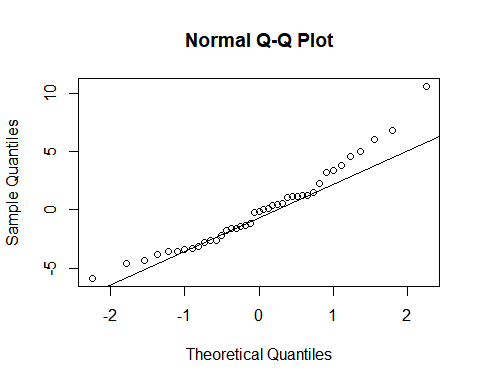 Normal Q-Q Plot
10
5
0
-5
Sample Quantiles
-2 -1 0 1 2
Theoretical Quantiles